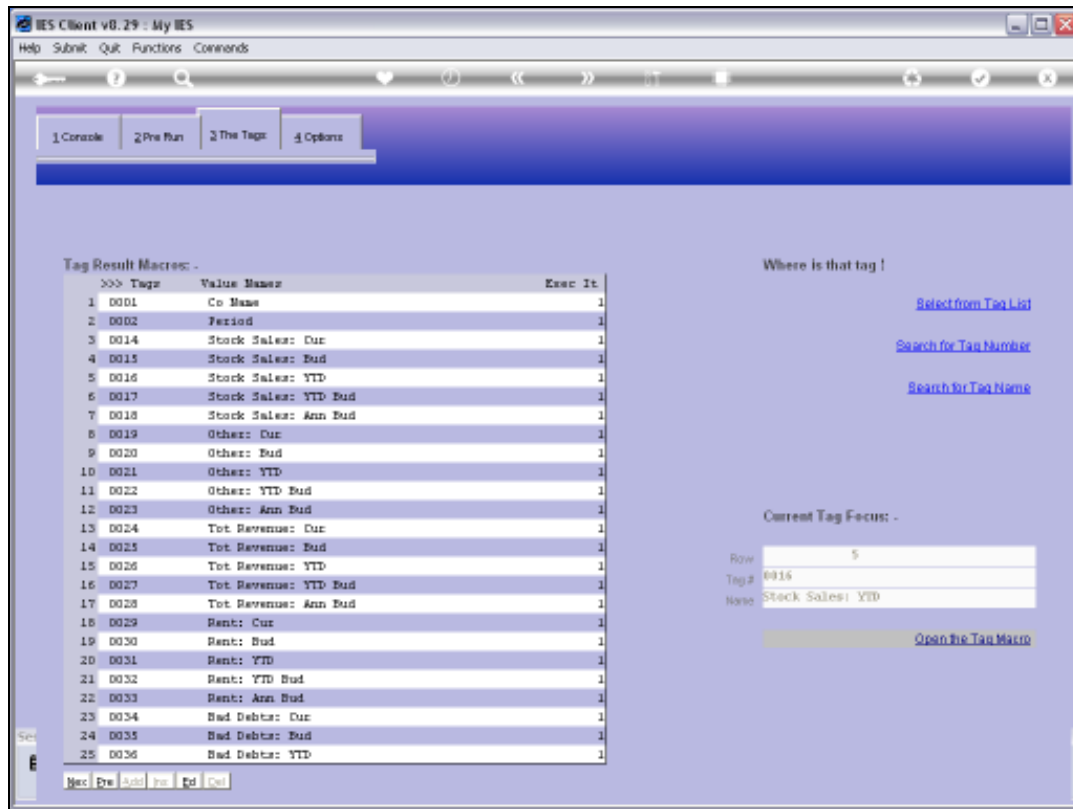 IES Client v8.29 : My IES
Help Submit Quit Functions Commands
1 Console 2 Pre Run 3 The Tags 4 Options
Tag Result Macros: -
>>> Tags Value Names Exec It
1 0001 Co Name 1
2 0002 Period 1
3 0014 Stock Sales: Cur 1
4 0015 Stock Sales: Bud 1
5 0016 Stock Sales: YTD 1
6 0017 Stock Sales: YTD Bud 1
7 0018 Stock Sales: Ann Bud 1
8 0019 Other: Cur 1
9 0020 Other: Bud 1
10 0021 Other: YTD 1
11 0022 Other: YTD Bud 1
12 0023 Other: Ann Bud 1
13 0024 Tot Revenue: Cur 1
14 0025 Tot Revenue: Bud 1
15 0026 Tot Revenue: YTD 1
16 0027 Tot Revenue: YTD Bud 1
17 0028 Tot Revenue: Ann Bud 1
18 0029 Rent: Cur 1
19 0030 Rent: Bud 1
20 0031 Rent: YTD 1
21 0032 Rent: YTD Bud 1
22 0033 Rent: Ann Bud 1
23 0034 Bad Debts: Cur 1
24 0035 Bad Debts: Bud 1
25 0036 Bad Debts: YTD 1
Nex Pre Add Ins Ed Del
Where is that tag !
Select from Tag List
Search for Tag Number
Search for Tag Name
Current Tag Focus: -
Row 5
Tag# 0016
Name Stock Sales: YTD
Open the Tag Macro